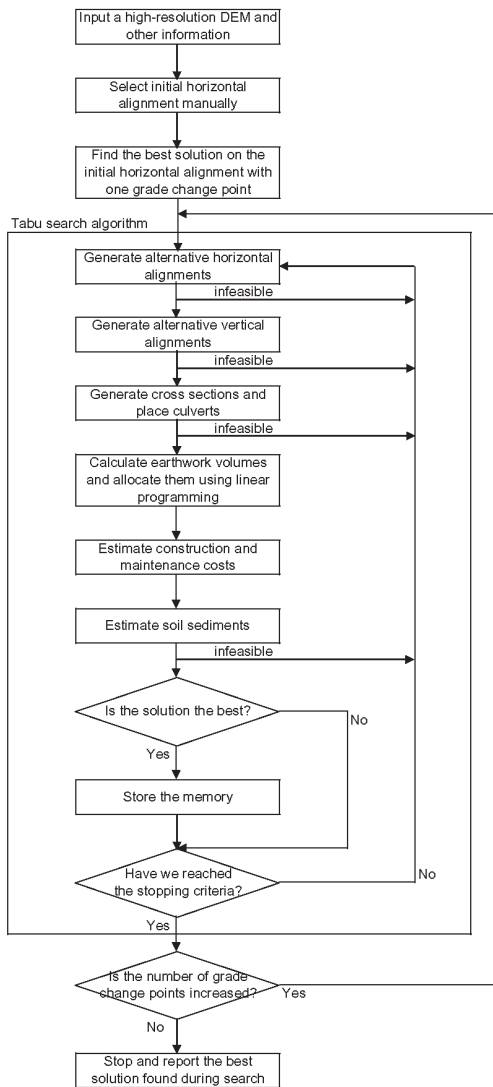 Input a high-resolution DEM and
other information
Select initial horizontal
alignment manually
Find the best solution on the
initial horizontal alignment with
one grade change point
Tabu search algorithm
Generate alternative horizontal
alignments
infeasible
Generate alternative vertical
alignments
infeasible
Generate cross sections and
place culverts
infeasible
Calculate earthwork volumes
and allocate them using linear
programming
Estimate construction and
maintenance costs
Estimate soil sediments
infeasible
Is the solution the best?
No
Yes
Store the memory
Have we reached
the stopping criteria?
No
Yes
Is the number of grade
change points increased?
Yes
No
Stop and report the best
solution found during search